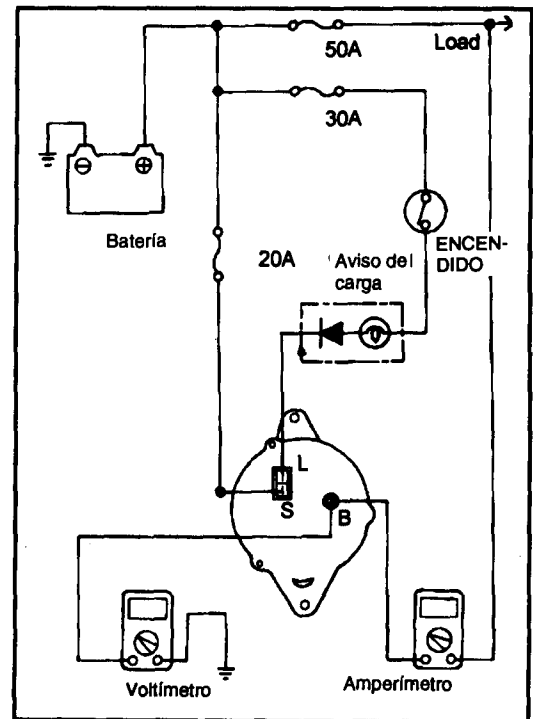 50A
Load
30A
Batería
20A
Aviso del
carga
ENCEN-
DIDO
L
S
B
Voltímetro
Amperímetro